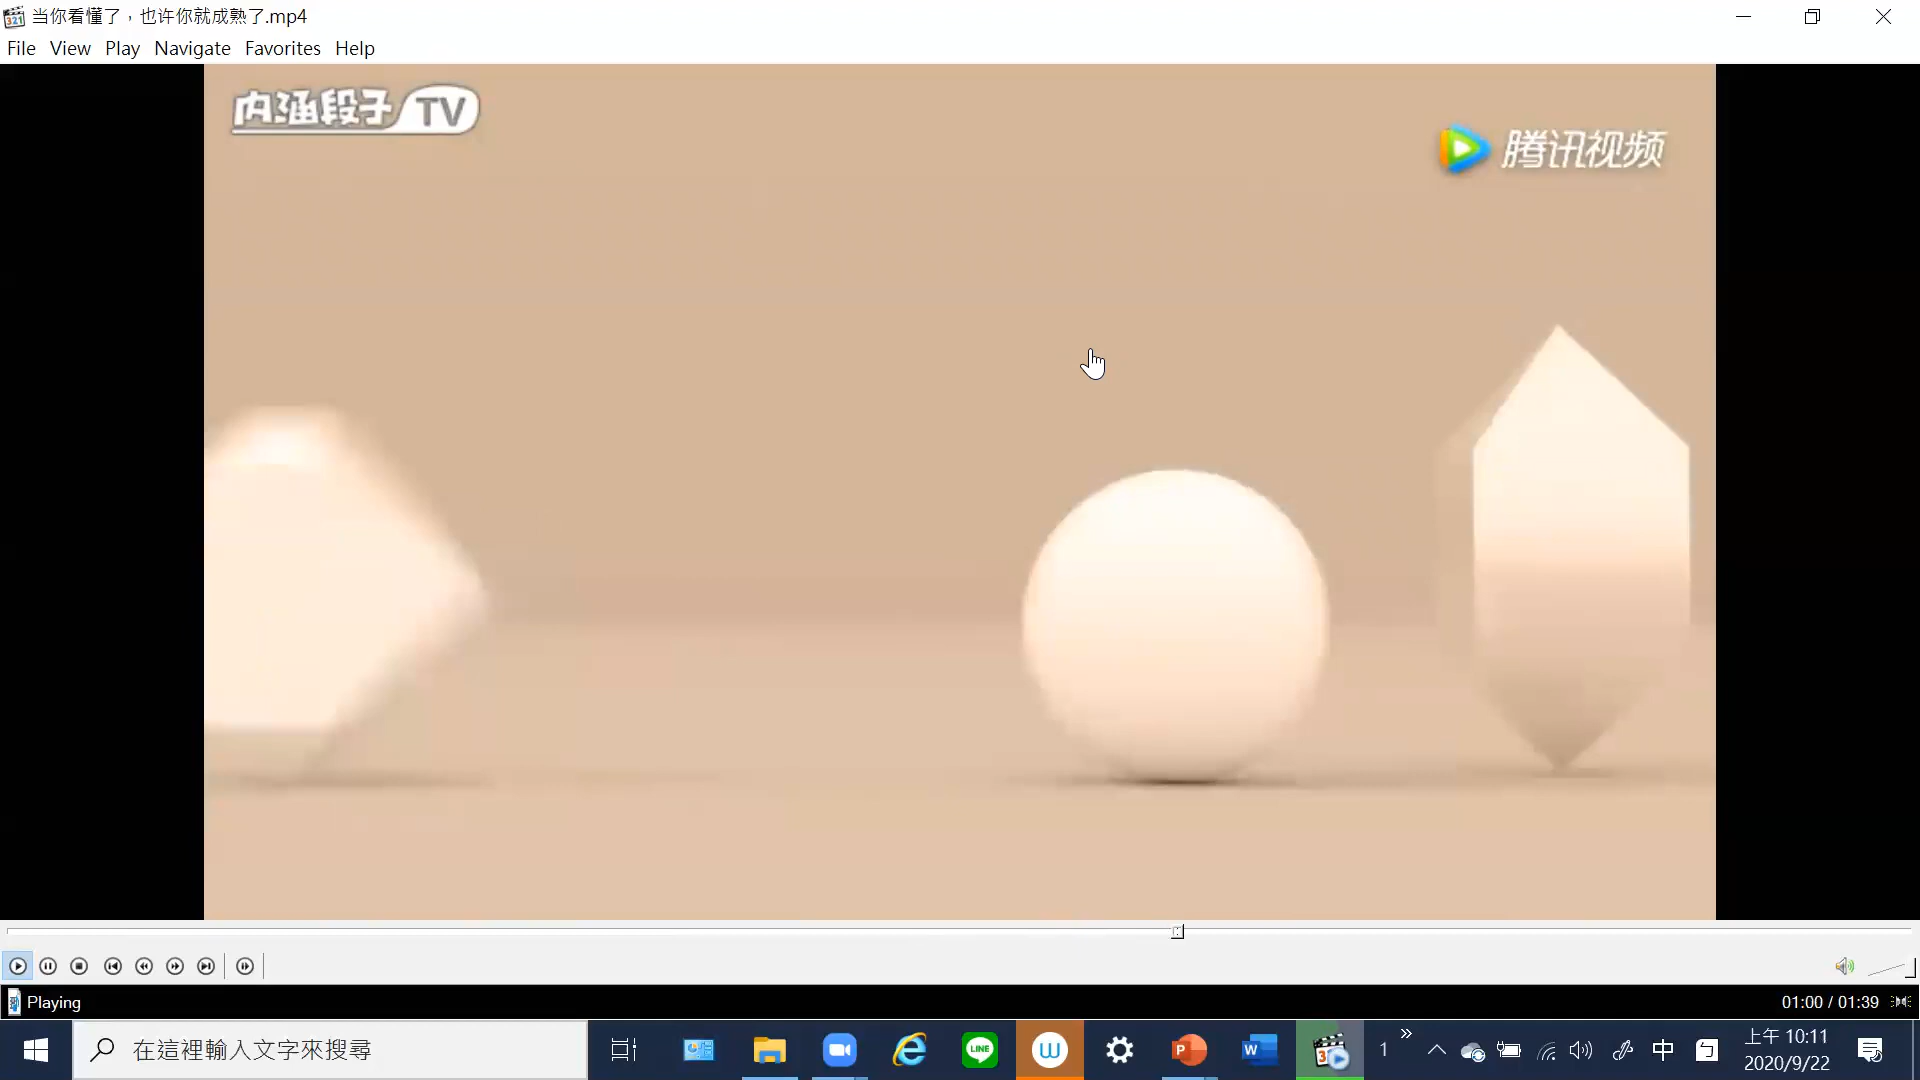 当你看懂了，也许你就成熟了.mp4
File View Play Navigate Favorites Help
内涵段子TV
腾讯视频
Playing
01:00 / 01:39
在這裡輸入文字來搜尋
LINE
1
中
上午 10:11
2020/9/22